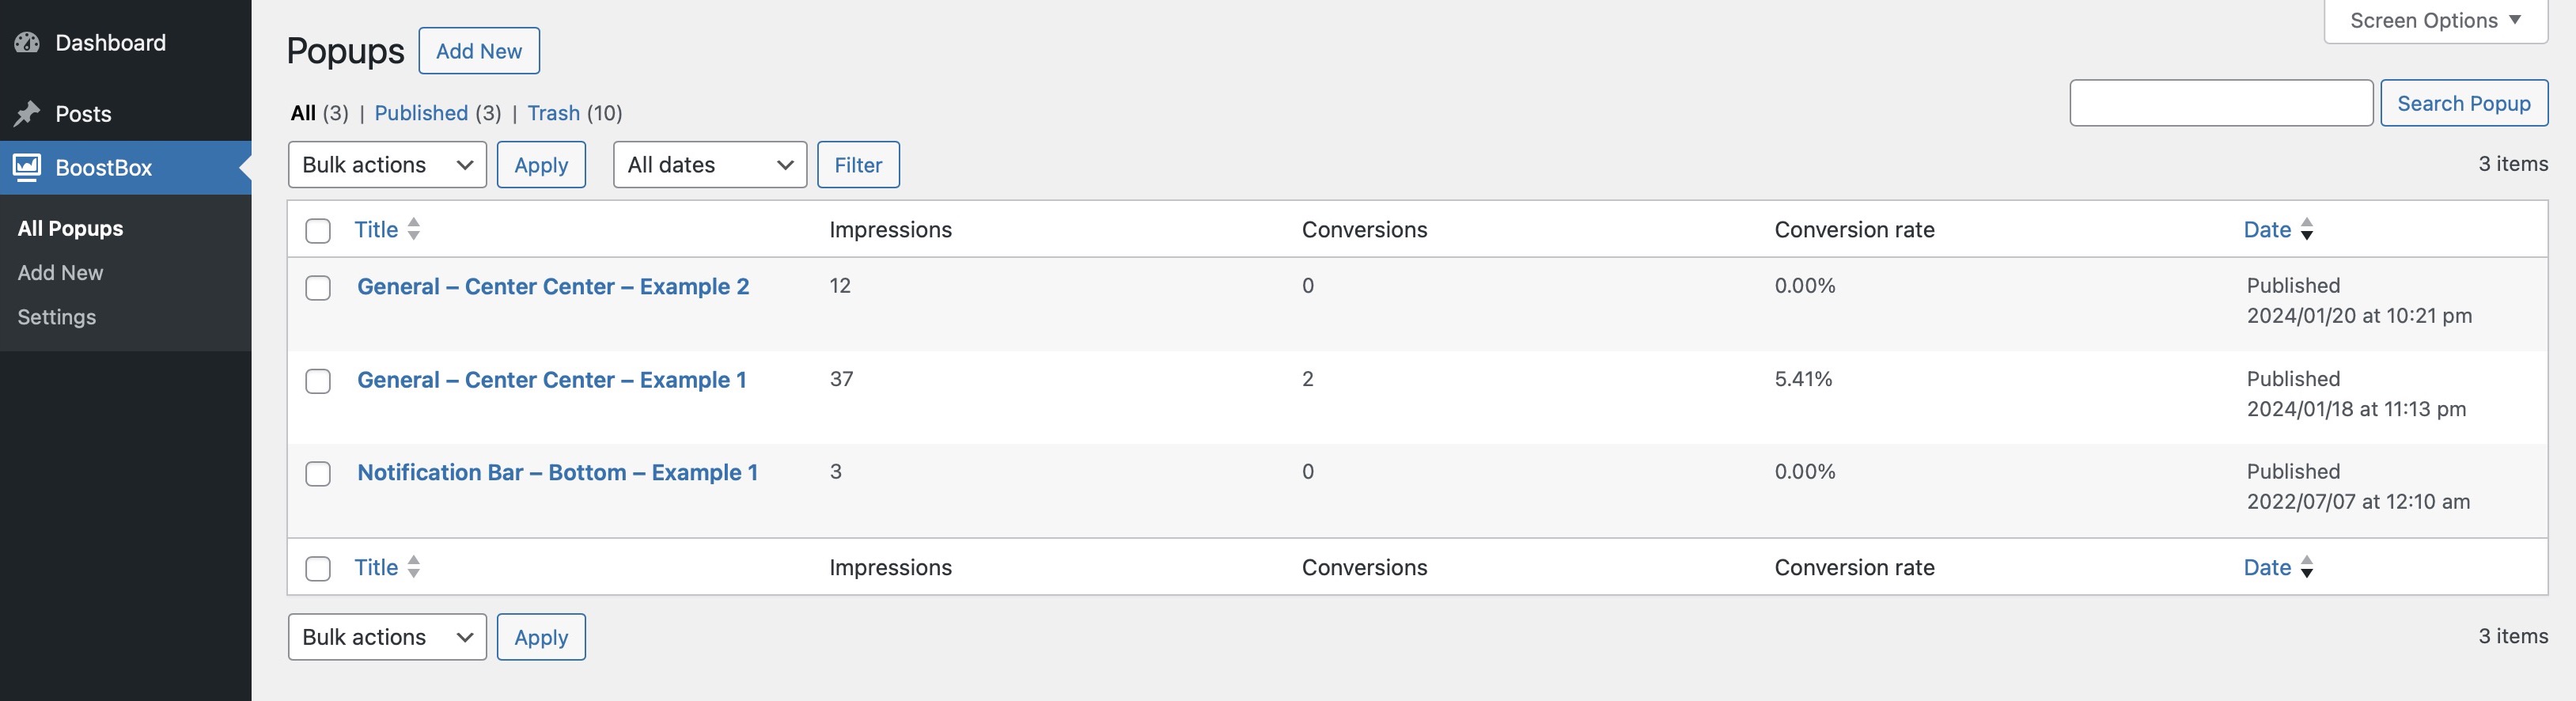 Dashboard
Posts
BoostBox
All Popups
Add New
Settings
Screen Options
Popups Add New
All (3) | Published (3) | Trash (10)
Search Popup
Bulk actions Apply All dates Filter 3 items
Title Impressions Conversions Conversion rate Date
General – Center Center – Example 2 12 0 0.00% Published
2024/01/20 at 10:21 pm
General – Center Center – Example 1 37 2 5.41% Published
2024/01/18 at 11:13 pm
Notification Bar – Bottom – Example 1 3 0 0.00% Published
2022/07/07 at 12:10 am
Title Impressions Conversions Conversion rate Date
Bulk actions Apply 3 items